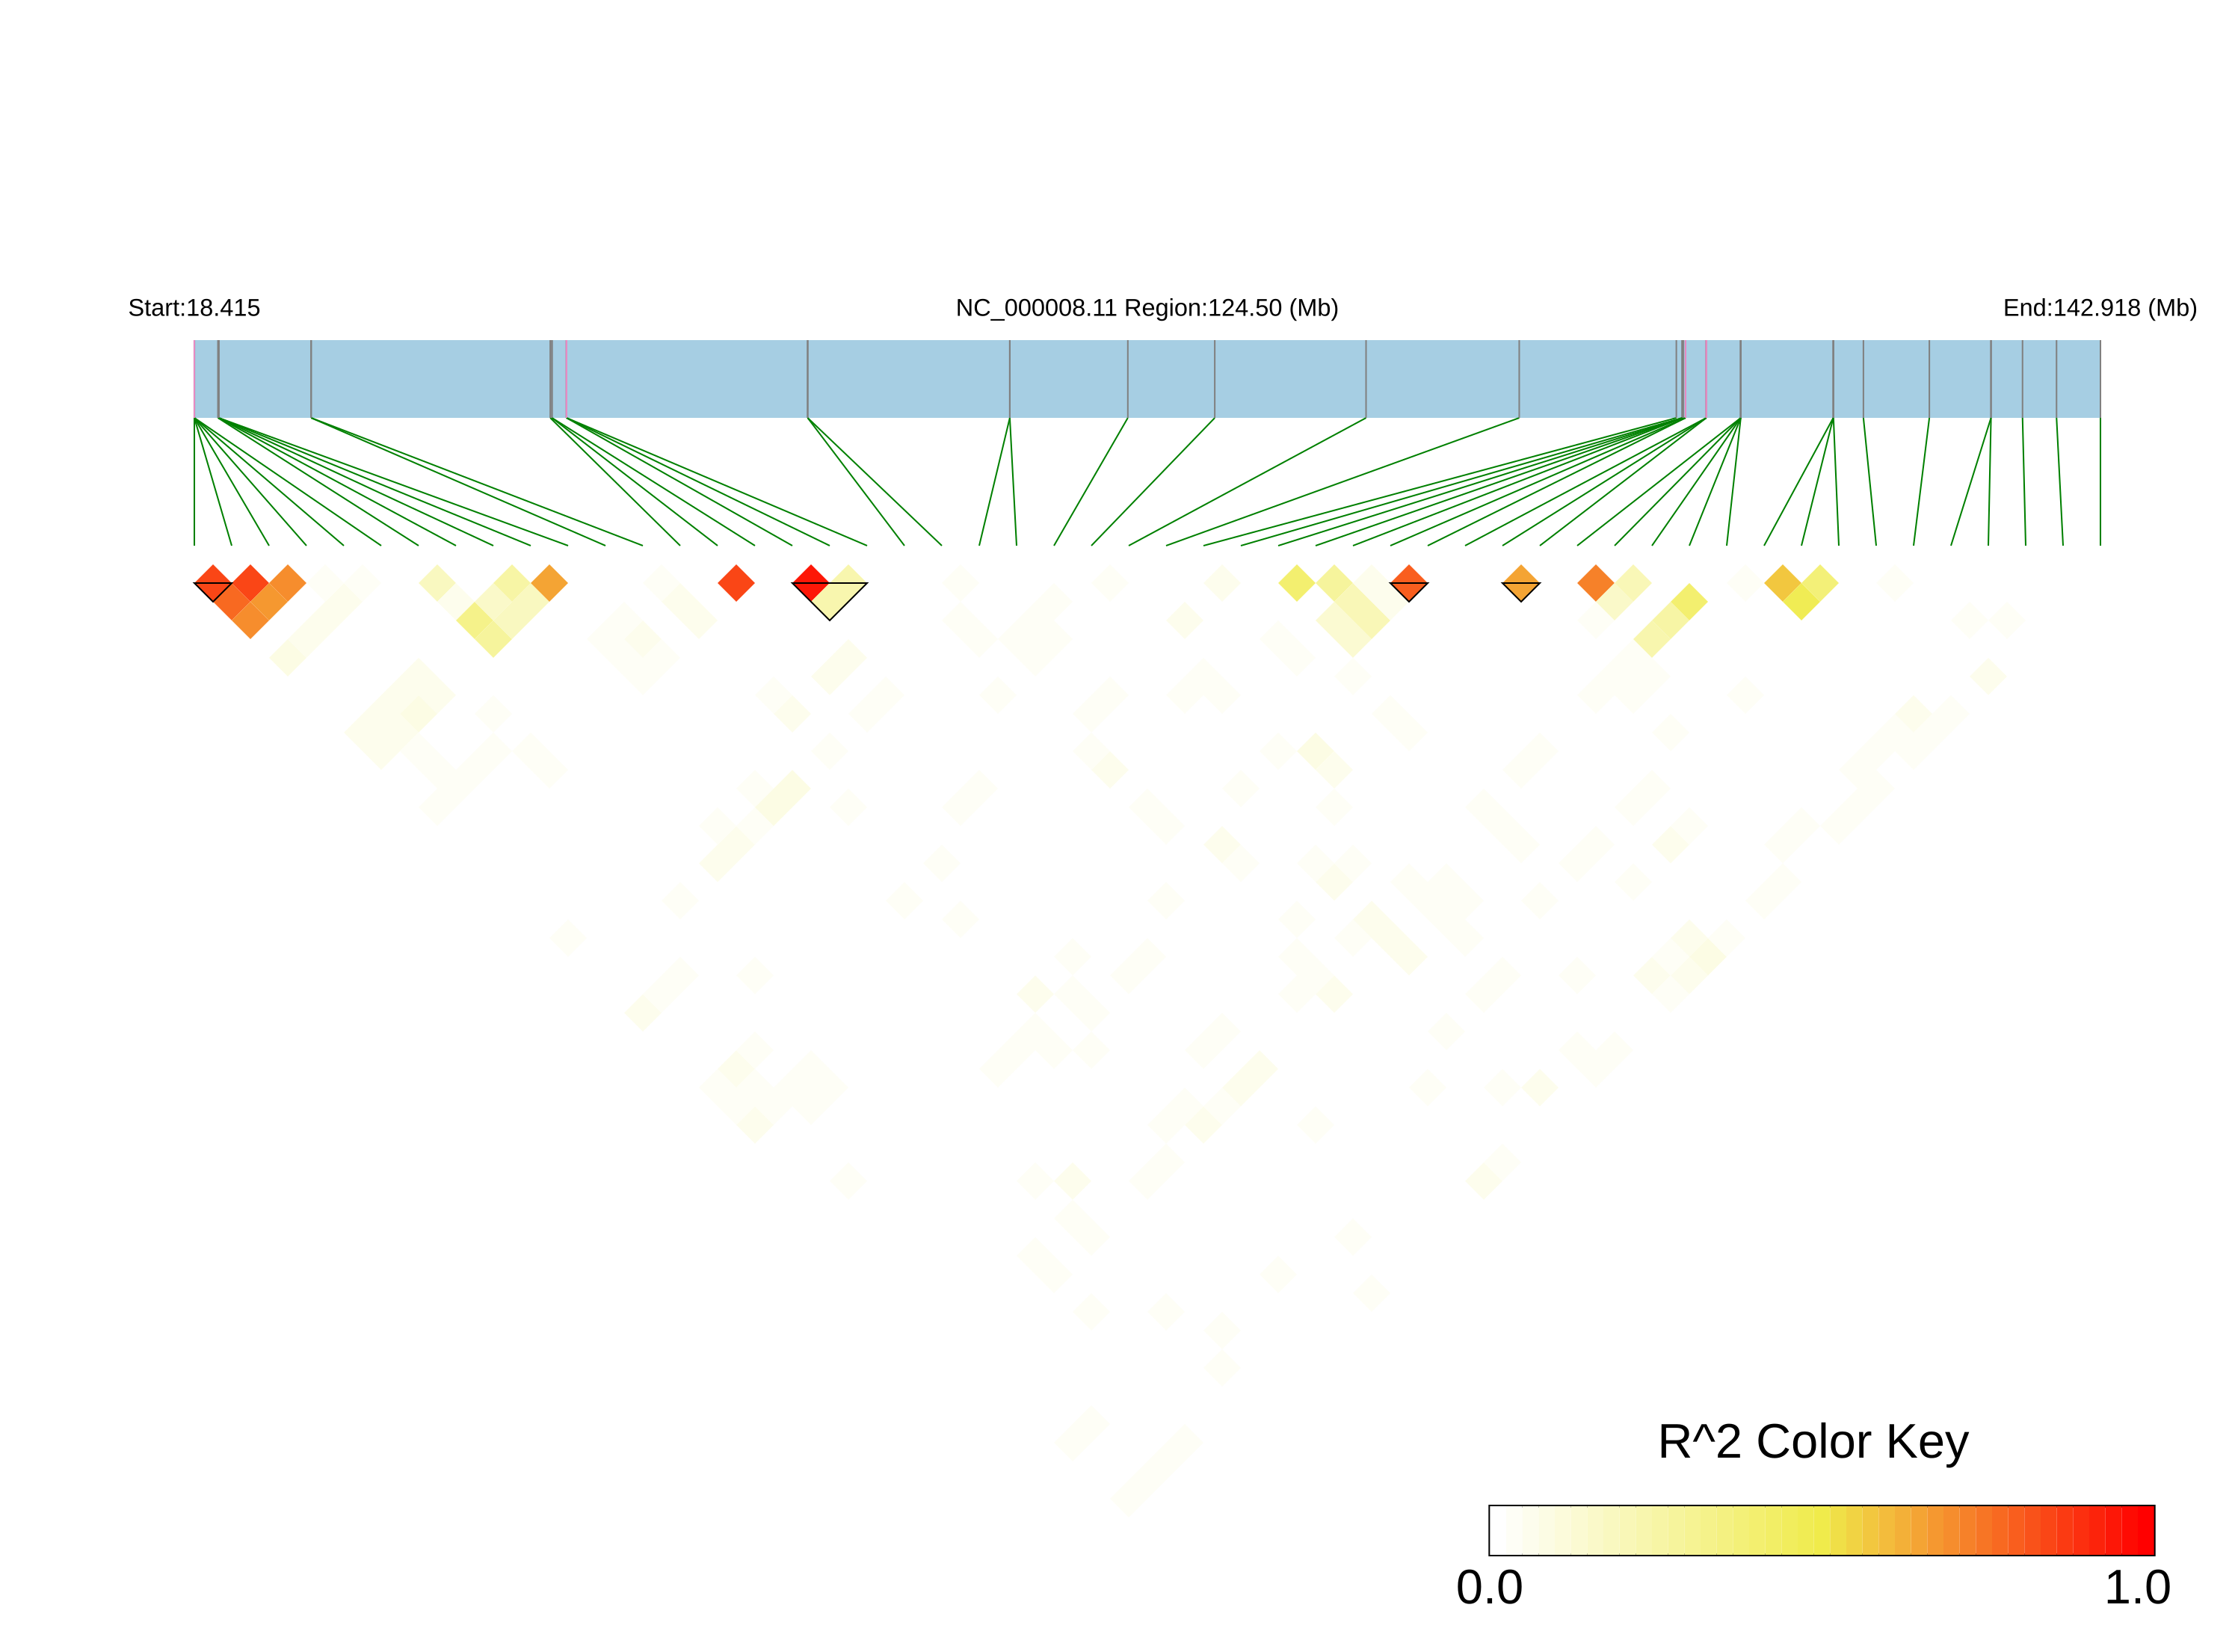 Start:18.415 NC_000008.11 Region:124.50 (Mb) End:142.918 (Mb)
R^2 Color Key
0.0 1.0